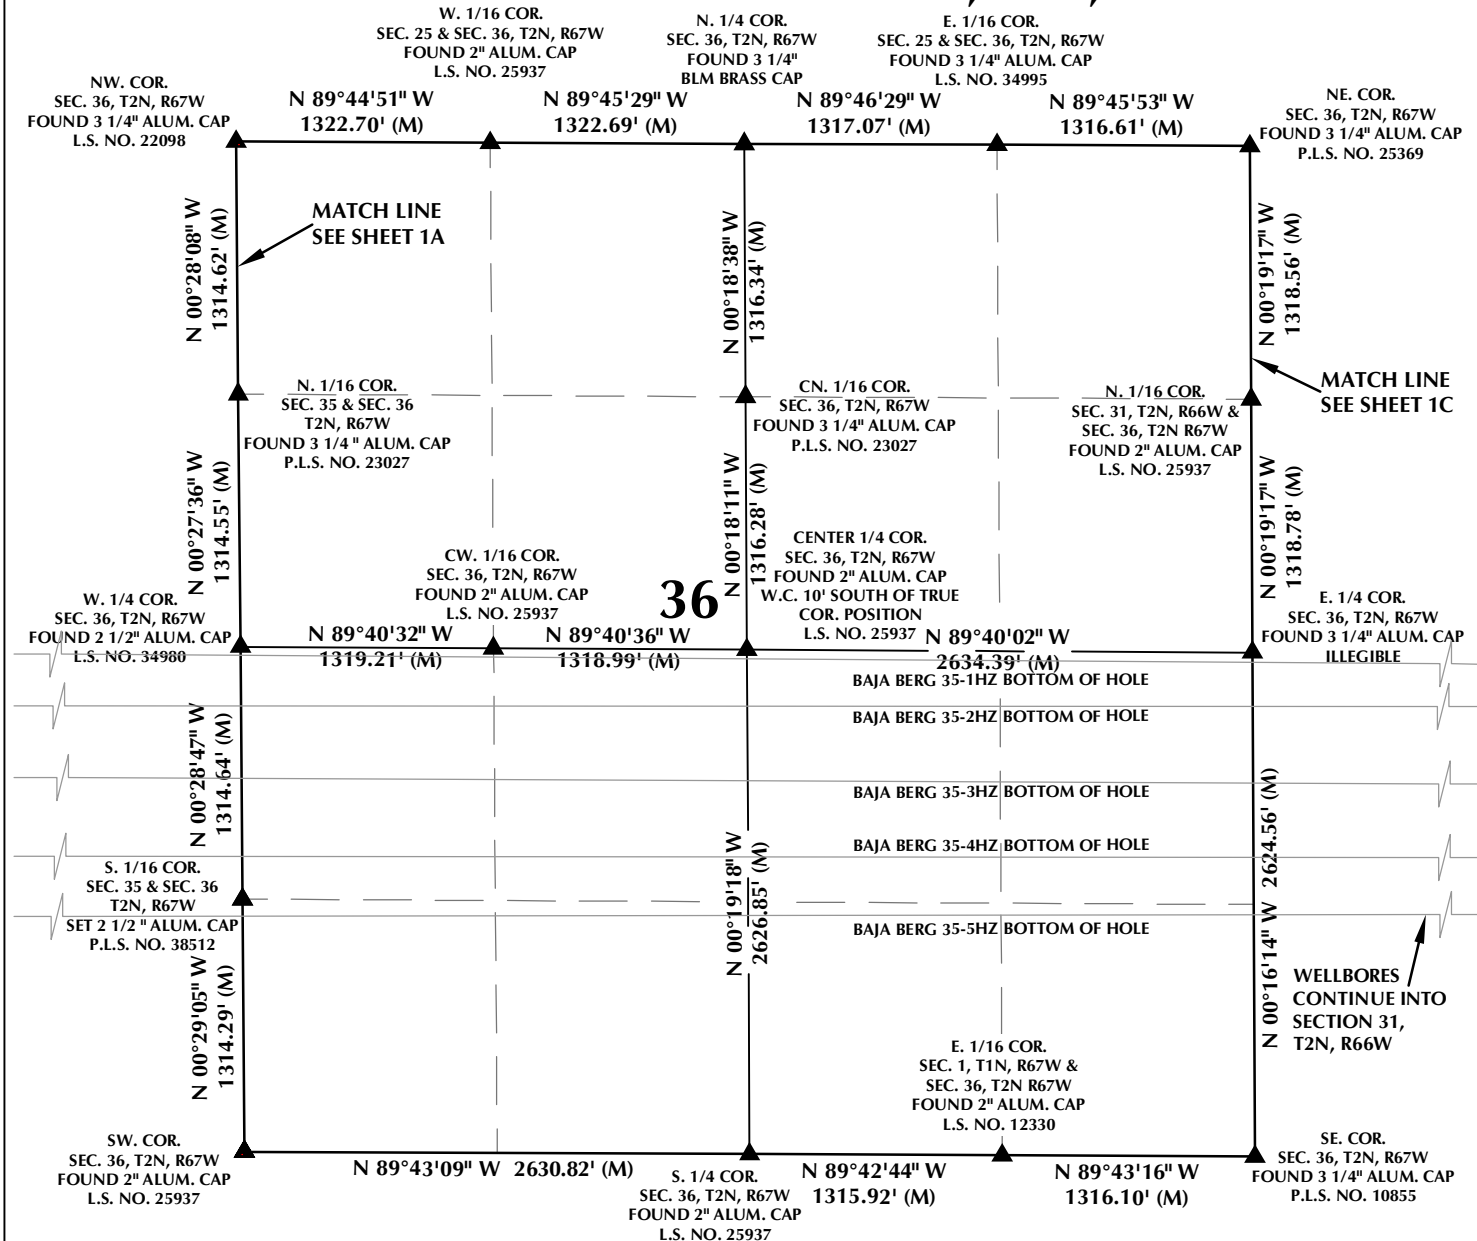 W. 1/16 COR.
SEC. 25 & SEC. 36, T2N, R67W
FOUND 2" ALUM. CAP
L.S. NO. 25937
N. 1/4 COR.
SEC. 36, T2N, R67W
FOUND 3 1/4"
BLM BRASS CAP
E. 1/16 COR.
SEC. 25 & SEC. 36, T2N, R67W
FOUND 3 1/4" ALUM. CAP
L.S. NO. 34995
NW. COR.
SEC. 36, T2N, R67W
FOUND 3 1/4" ALUM. CAP
L.S. NO. 22098
N 89°44'51" W
1322.70' (M)
N 89°45'29" W
1322.69' (M)
N 89°46'29" W
1317.07' (M)
N 89°45'53" W
1316.61' (M)
NE. COR.
SEC. 36, T2N, R67W
FOUND 3 1/4" ALUM. CAP
P.L.S. NO. 25369
N 00°28'08" W
1314.62' (M)
MATCH LINE
SEE SHEET 1A
N 00°18'38" W
1316.34' (M)
N 00°19'17" W
1318.56' (M)
MATCH LINE
SEE SHEET 1C
N. 1/16 COR.
SEC. 35 & SEC. 36
T2N, R67W
FOUND 3 1/4 " ALUM. CAP
P.L.S. NO. 23027
CN. 1/16 COR.
SEC. 36, T2N, R67W
FOUND 3 1/4" ALUM. CAP
P.L.S. NO. 23027
N. 1/16 COR.
SEC. 31, T2N, R66W &
SEC. 36, T2N R67W
FOUND 2" ALUM. CAP
L.S. NO. 25937
N 00°27'36" W
1314.55' (M)
N 00°18'11" W
1316.28' (M)
N 00°19'17" W
1318.78' (M)
CW. 1/16 COR.
SEC. 36, T2N, R67W
FOUND 2" ALUM. CAP
L.S. NO. 25937
36
CENTER 1/4 COR.
SEC. 36, T2N, R67W
FOUND 2" ALUM. CAP
W.C. 10' SOUTH OF TRUE
COR. POSITION
L.S. NO. 25937
W. 1/4 COR.
SEC. 36, T2N, R67W
FOUND 2 1/2" ALUM. CAP
L.S. NO. 34980
E. 1/4 COR.
SEC. 36, T2N, R67W
FOUND 3 1/4" ALUM. CAP
ILLEGIBLE
N 89°40'32" W
1319.21' (M)
N 89°40'36" W
1318.99' (M)
N 89°40'02" W
2634.39' (M)
BAJA BERG 35-1HZ BOTTOM OF HOLE
BAJA BERG 35-2HZ BOTTOM OF HOLE
BAJA BERG 35-3HZ BOTTOM OF HOLE
BAJA BERG 35-4HZ BOTTOM OF HOLE
BAJA BERG 35-5HZ BOTTOM OF HOLE
N 00°28'47" W
1314.64' (M)
S. 1/16 COR.
SEC. 35 & SEC. 36
T2N, R67W
SET 2 1/2 " ALUM. CAP
P.L.S. NO. 38512
N 00°19'18" W
2626.85' (M)
N 00°16'14" W 2624.56' (M)
WELLBORES
CONTINUE INTO
SECTION 31,
T2N, R66W
N 00°29'05" W
1314.29' (M)
E. 1/16 COR.
SEC. 1, T1N, R67W &
SEC. 36, T2N R67W
FOUND 2" ALUM. CAP
L.S. NO. 12330
SW. COR.
SEC. 36, T2N, R67W
FOUND 2" ALUM. CAP
L.S. NO. 25937
N 89°43'09" W 2630.82' (M)
S. 1/4 COR.
SEC. 36, T2N, R67W
FOUND 2" ALUM. CAP
L.S. NO. 25937
N 89°42'44" W
1315.92' (M)
N 89°43'16" W
1316.10' (M)
SE. COR.
SEC. 36, T2N, R67W
FOUND 3 1/4" ALUM. CAP
P.L.S. NO. 10855